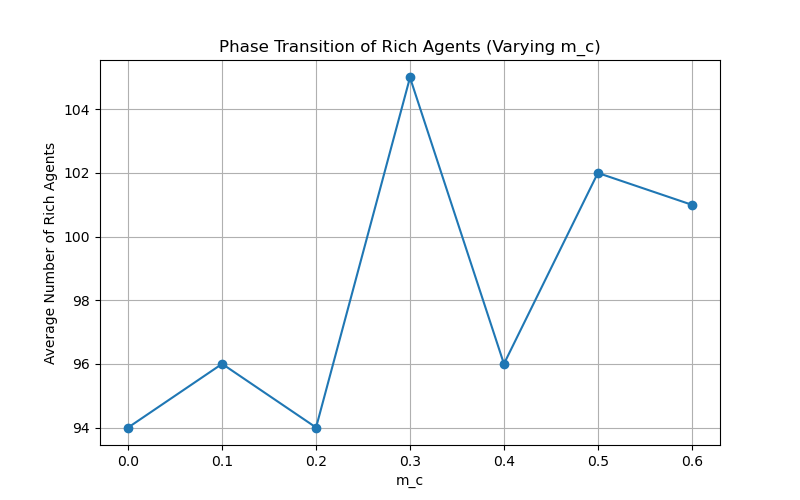 Phase Transition of Rich Agents (Varying m_c)
Average Number of Rich Agents
104
102
100
98
96
94
0.0 0.1 0.2 0.3 0.4 0.5 0.6
m_c